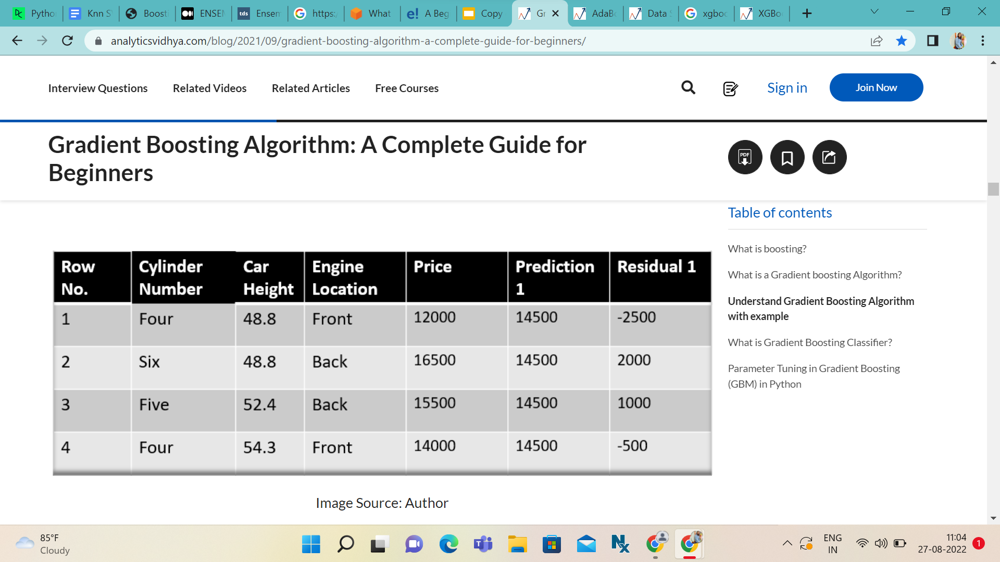 Pytho
Knn S
Boosti
ENSE
tds
Ensem
https:/
What
e!
A Beg
Copy
Gr
AdaB
Data S
xgboo
XGBo
analyticsvidhya.com/blog/2021/09/gradient-boosting-algorithm-a-complete-guide-for-beginners/
Interview Questions
Related Videos
Related Articles
Free Courses
Sign in
Join Now
Gradient Boosting Algorithm: A Complete Guide for
Beginners
PDF
Table of contents
What is boosting?
What is a Gradient boosting Algorithm?
Understand Gradient Boosting Algorithm
with example
What is Gradient Boosting Classifier?
Parameter Tuning in Gradient Boosting
(GBM) in Python
Row No. Cylinder Number Car Height Engine Location Price Prediction 1 Residual 1
1 Four 48.8 Front 12000 14500 -2500
2 Six 48.8 Back 16500 14500 2000
3 Five 52.4 Back 15500 14500 1000
4 Four 54.3 Front 14000 14500 -500
Image Source: Author
85°F
Cloudy
ENG
IN
11:04
27-08-2022
1